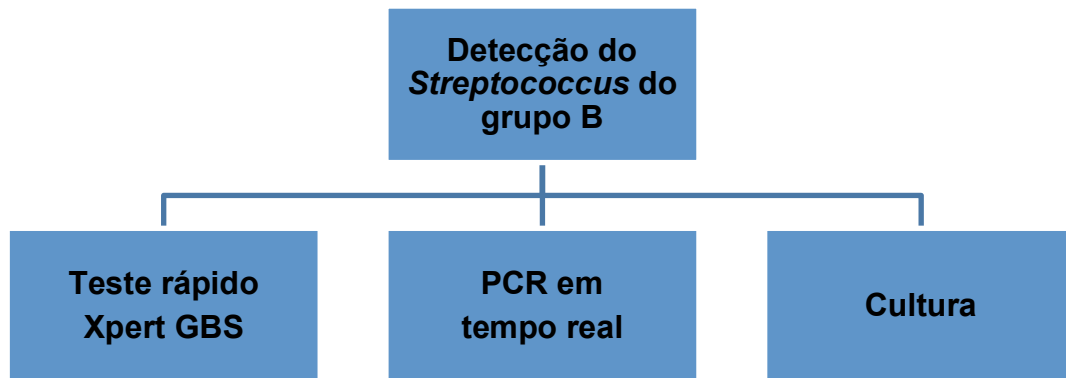 Detecção do
Streptococcus do
grupo B
Teste rápido
Xpert GBS
PCR em
tempo real
Cultura